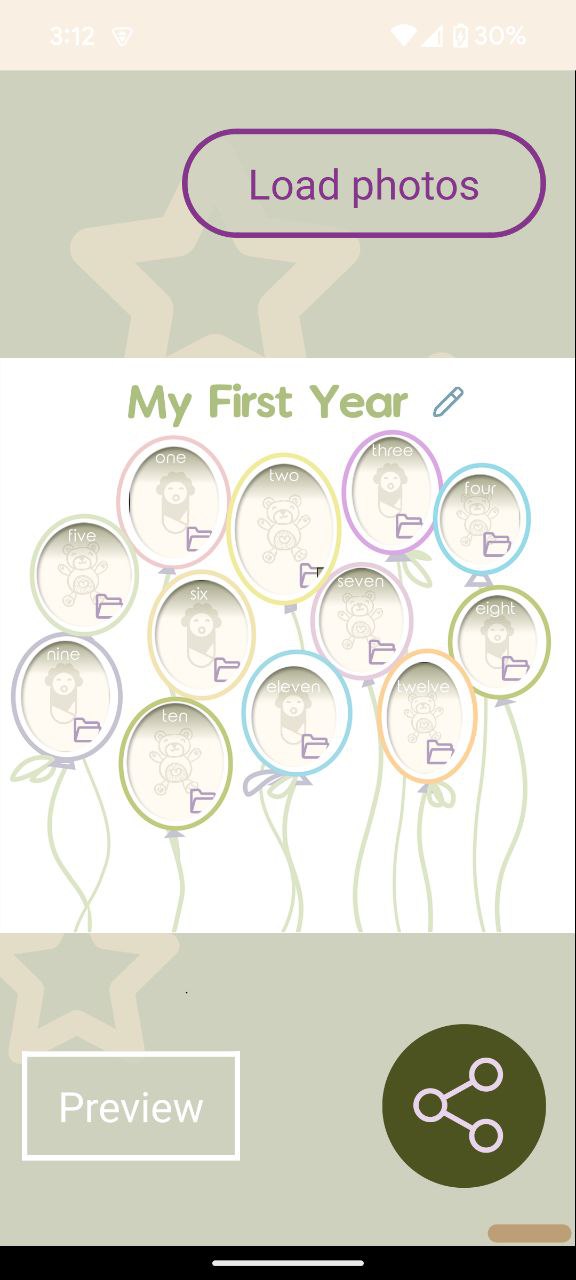 3:12
30%
Load photos
My First Year
one
two
three
four
five
six
seven
eight
nine
ten
eleven
twelve
Preview